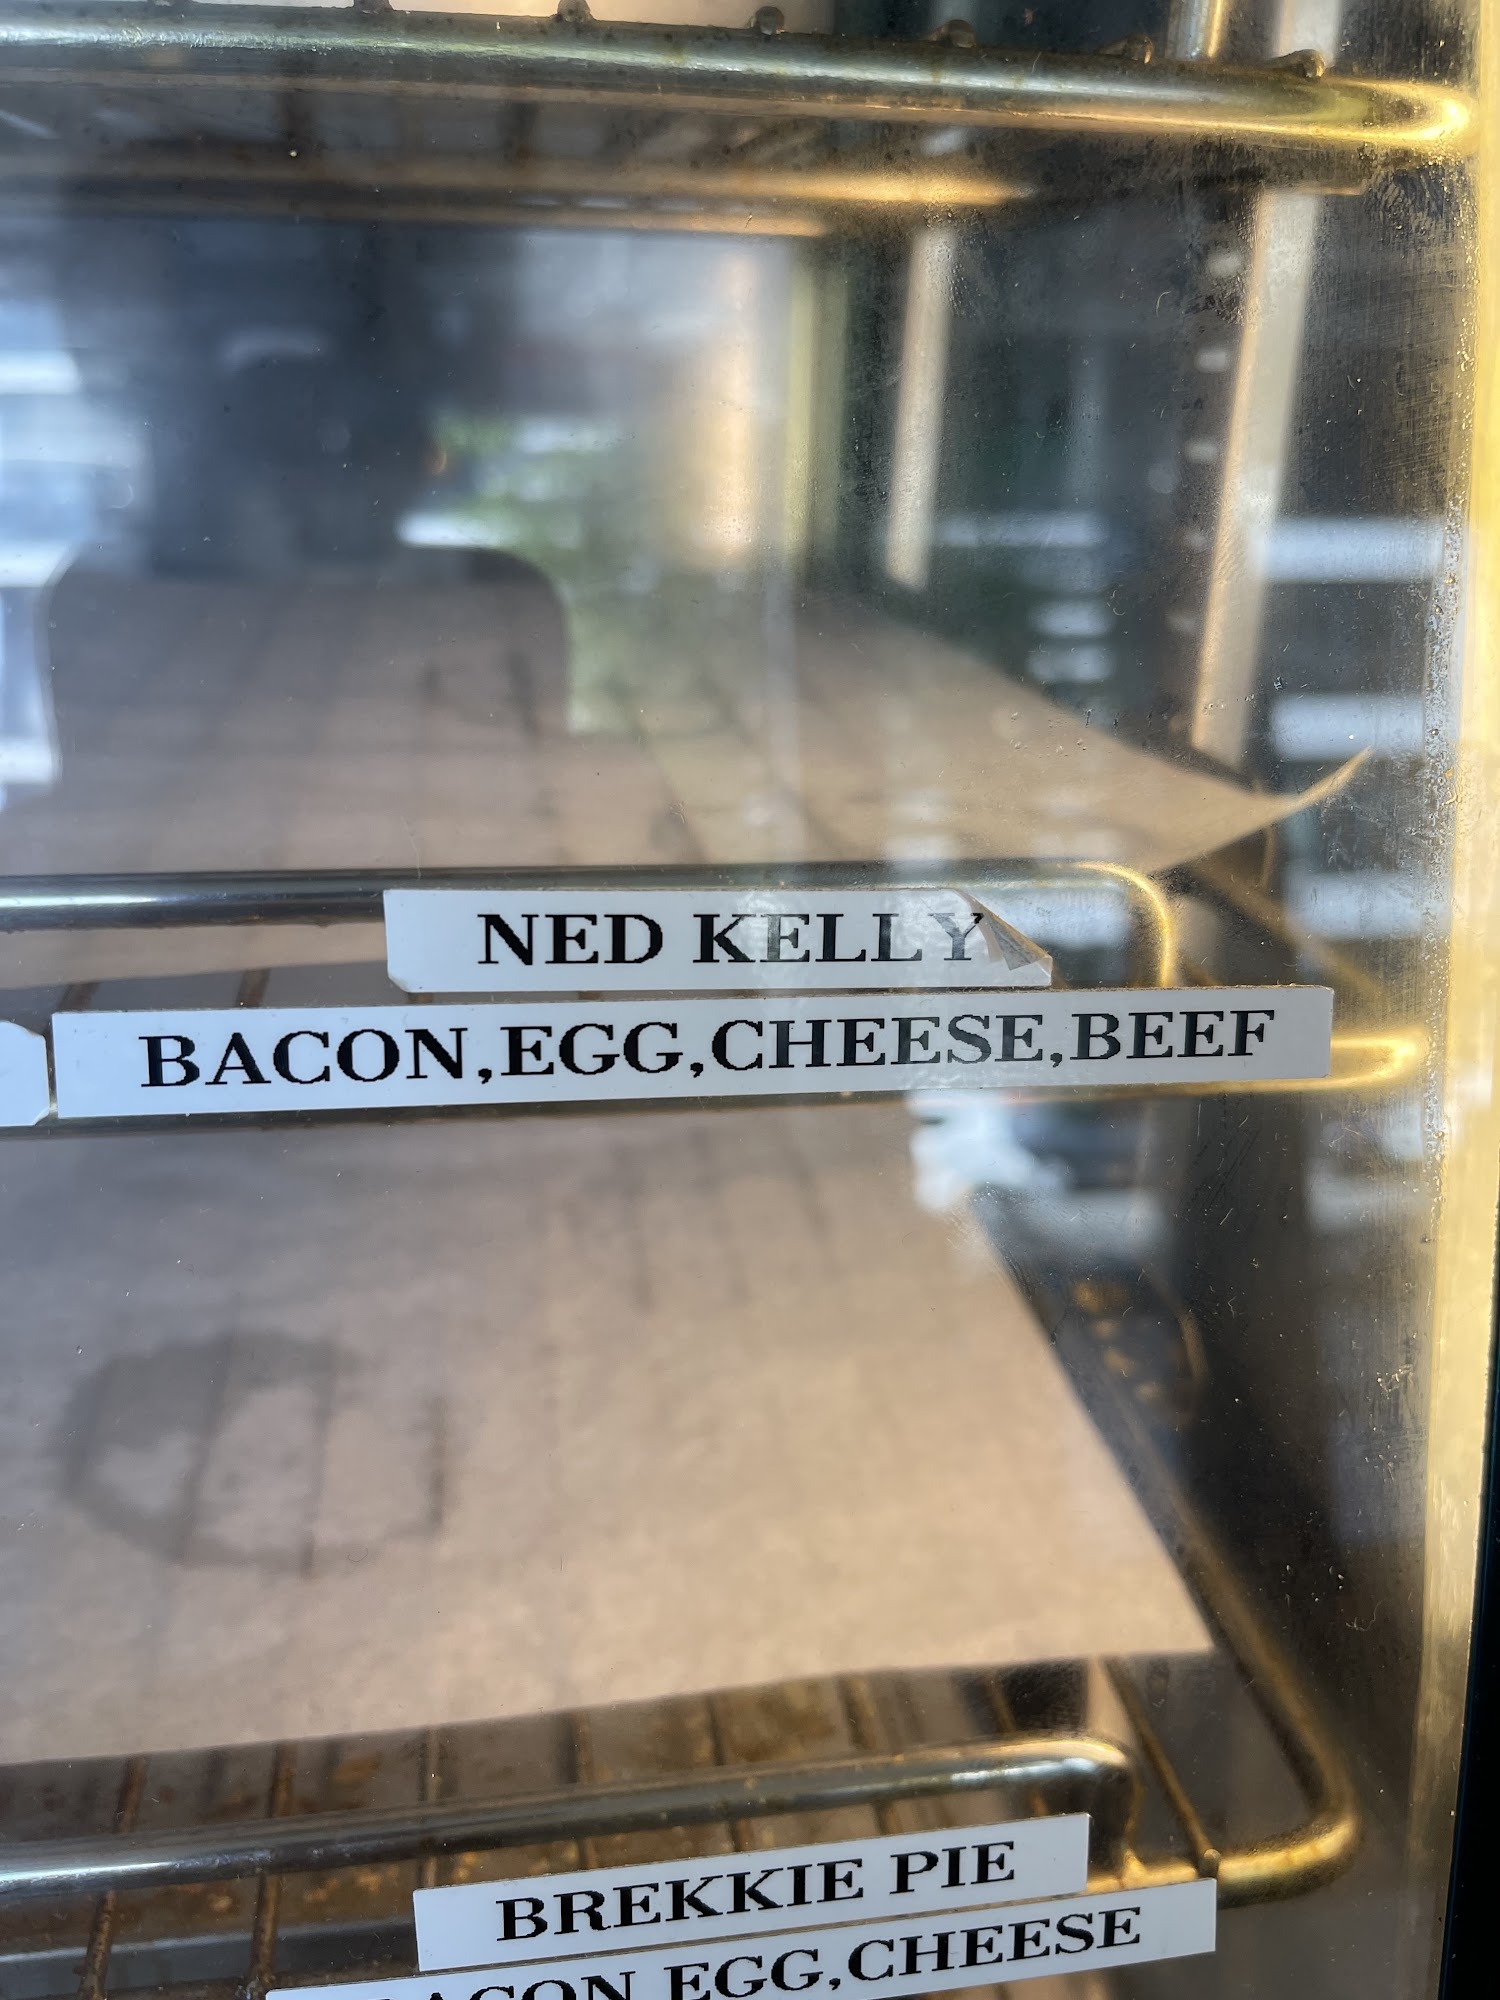 NED KELLY
BACON,EGG,CHEESE,BEEF
BREKKIE PIE
EGG,CHEESE